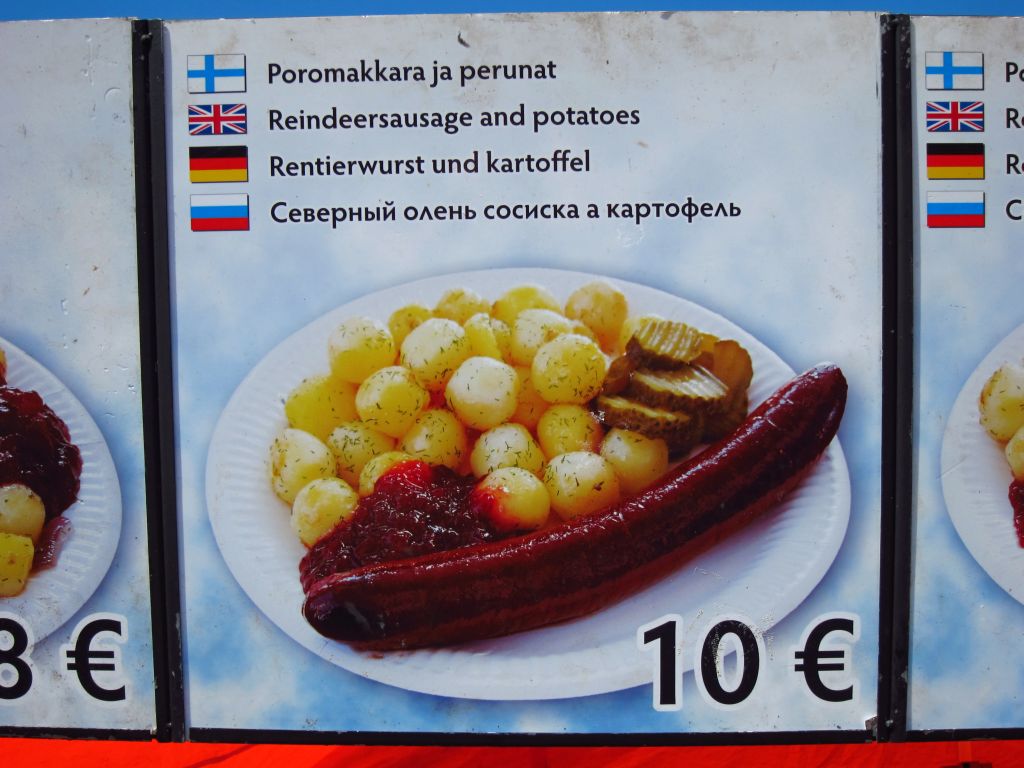 Poromakkara ja perunat
Reindeersausage and potatoes
Rentierwurst und kartoffel
Северный олень сосиска а картофель
8 €
10 €